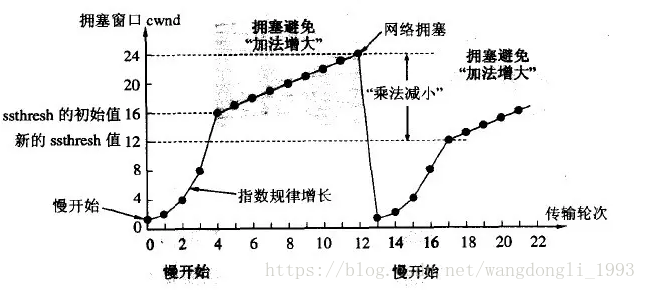 拥塞窗口 cwnd
拥塞避免
“加法增大”
网络拥塞
拥塞避免
“加法增大”
24
20
ssthresh 的初始值 16
“乘法减小”
新的 ssthresh 值 12
8
4
指数规律增长
慢开始
0
传输轮次
0 2 4 6 8 10 12 14 16 18 20 22
慢开始 慢开始
https://blog.csdn.net/wangdongli_1993